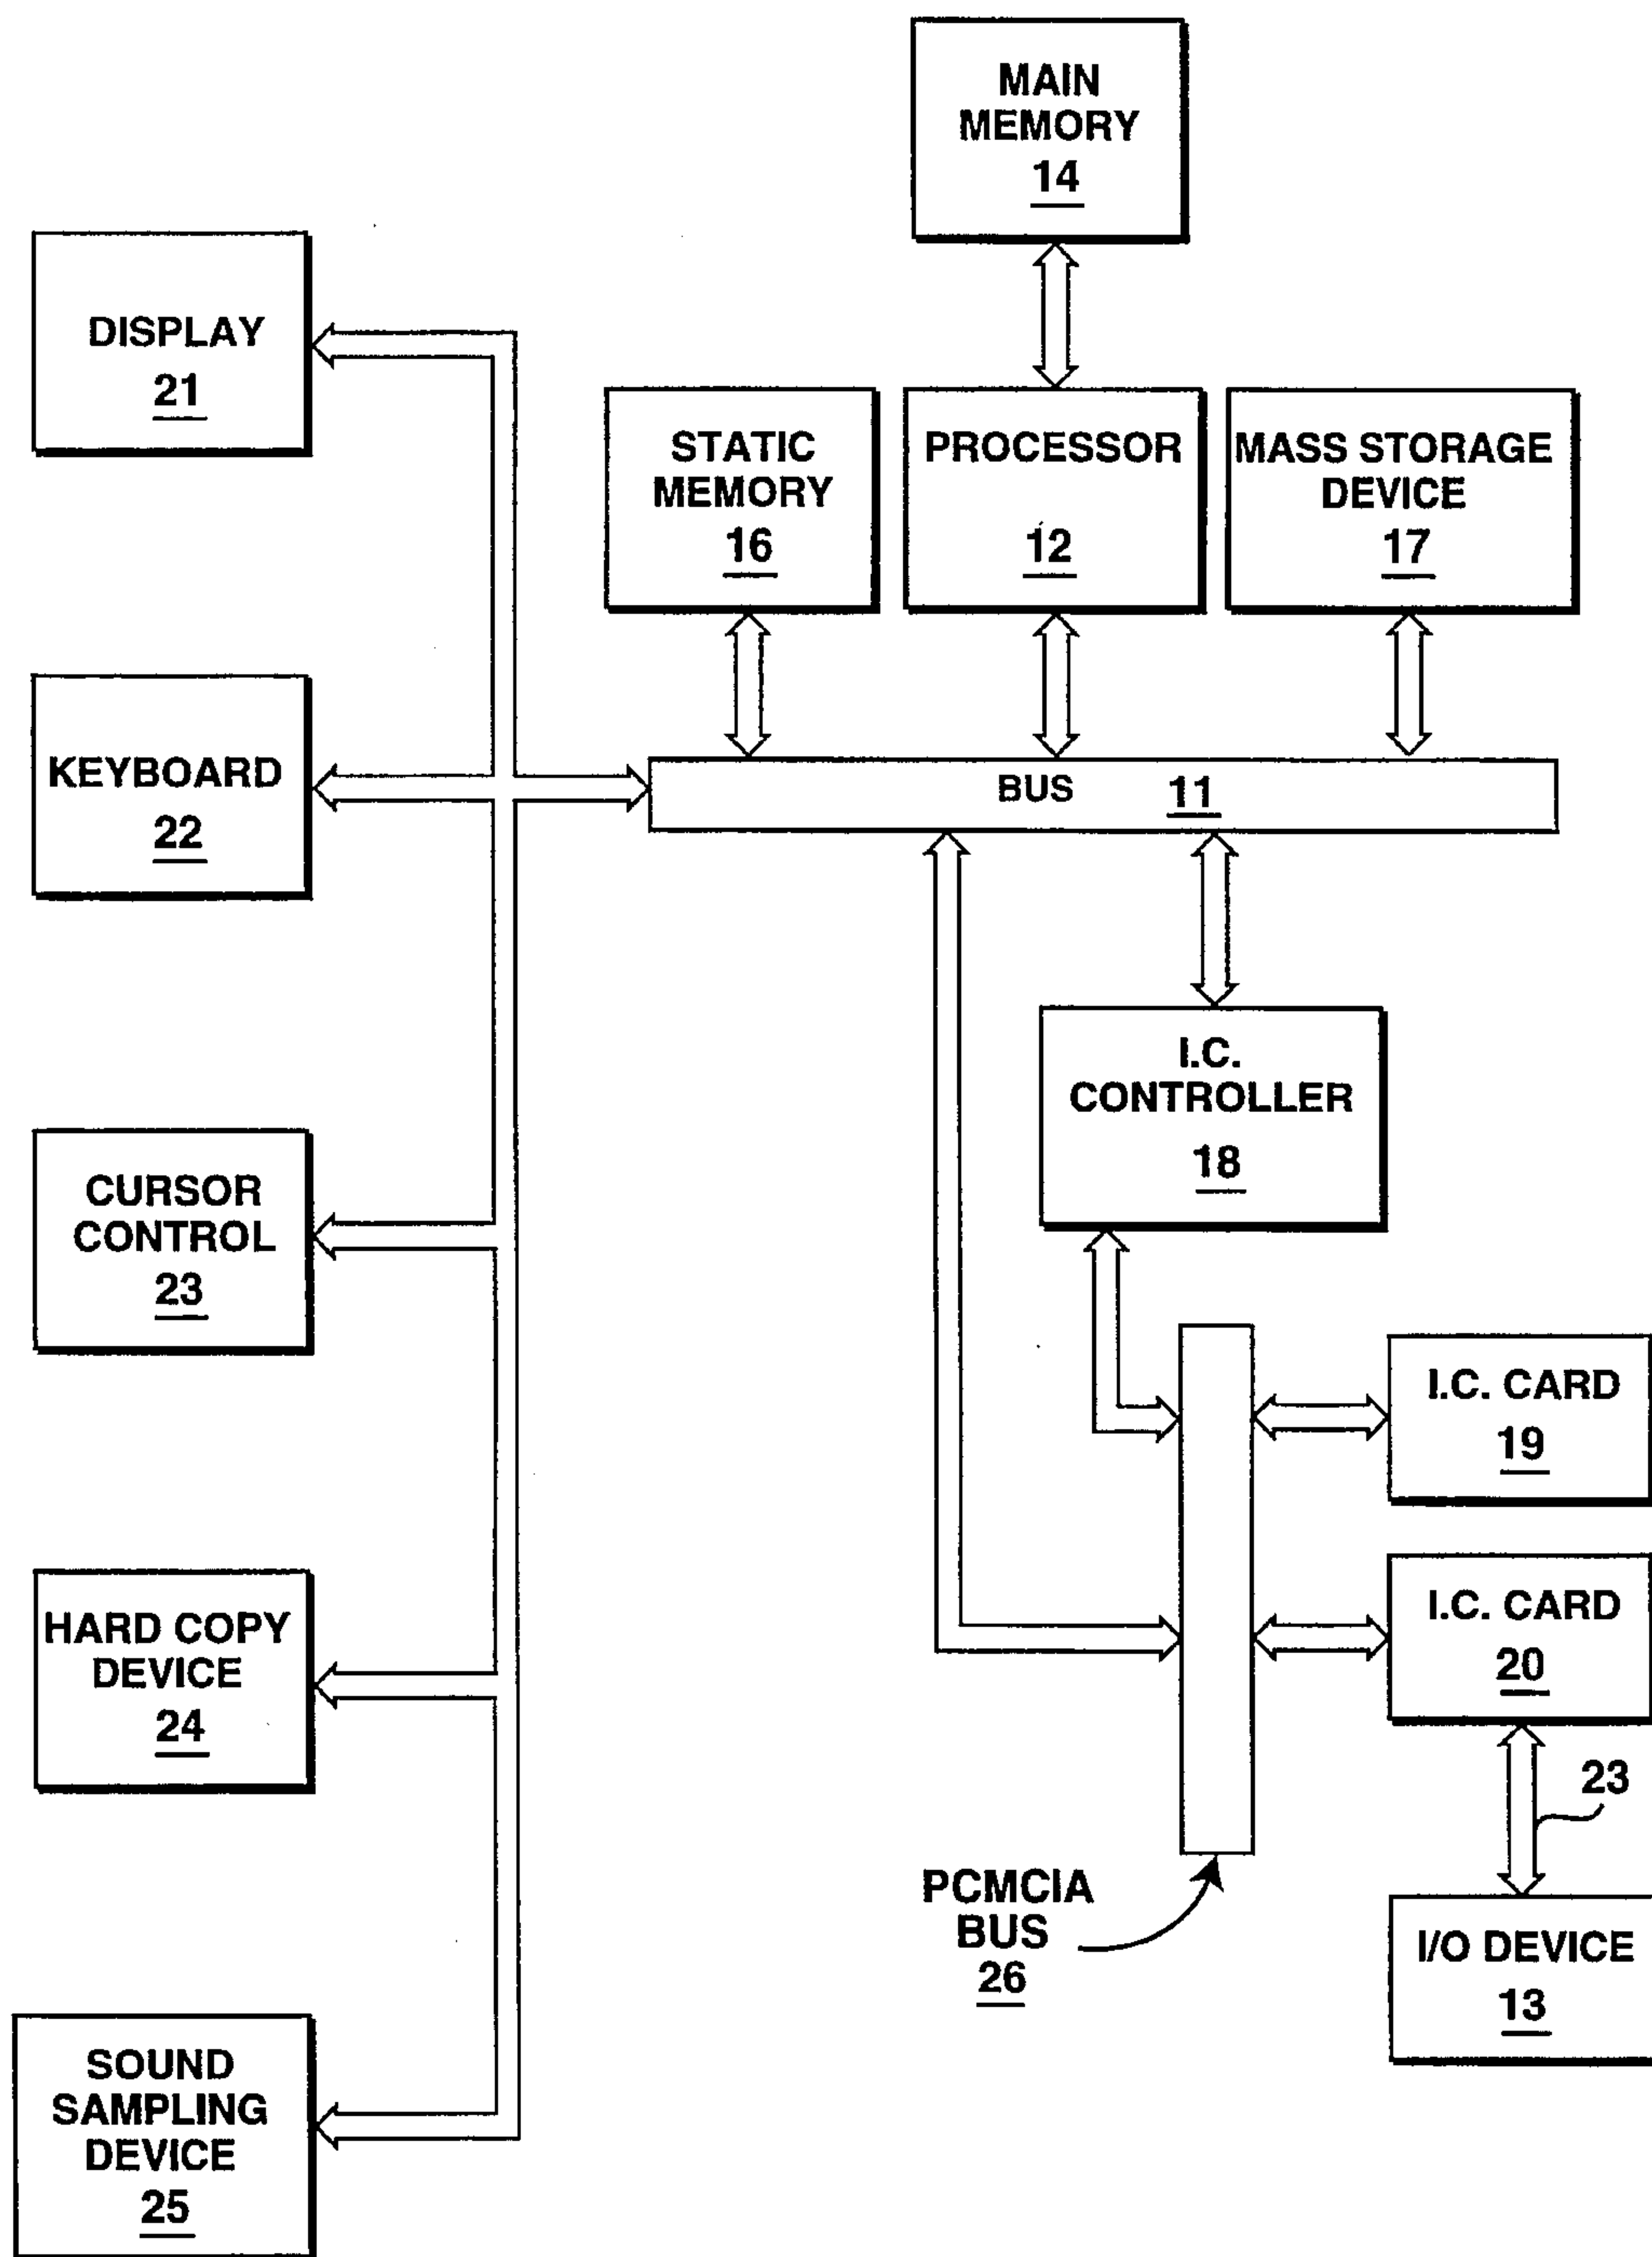 MAIN
MEMORY
14
DISPLAY
21
STATIC
MEMORY
16
PROCESSOR
12
MASS STORAGE
DEVICE
17
KEYBOARD
22
BUS 11
I.C.
CONTROLLER
18
CURSOR
CONTROL
23
I.C. CARD
19
HARD COPY
DEVICE
24
I.C. CARD
20
23
PCMCIA
BUS
26
I/O DEVICE
13
SOUND
SAMPLING
DEVICE
25